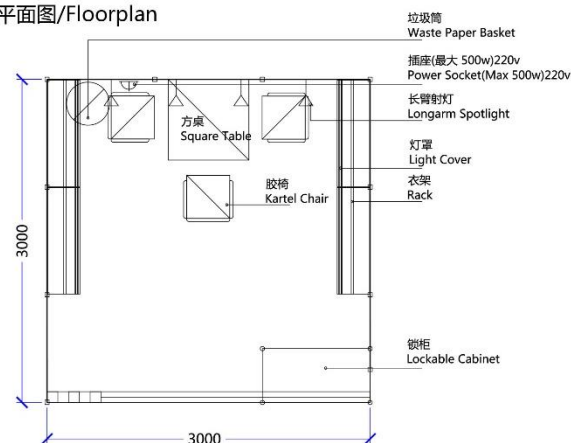 平面图/Floorplan
垃圾筒
Waste Paper Basket
插座(最大 500w)220v
Power Socket(Max 500w)220v
长臂射灯
Longarm Spotlight
方桌
Square Table
灯罩
Light Cover
衣架
Rack
胶椅
Kartel Chair
3000
锁柜
Lockable Cabinet
3000